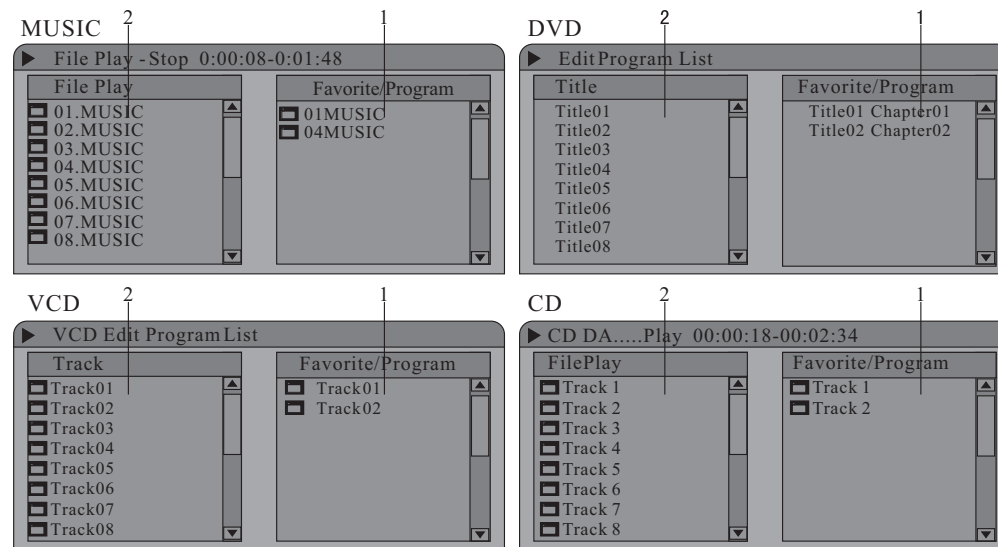 2 1
MUSIC
File Play - Stop 0:00:08-0:01:48
File Play
01.MUSIC
02.MUSIC
03.MUSIC
04.MUSIC
05.MUSIC
06.MUSIC
07.MUSIC
08.MUSIC
Favorite/Program
01MUSIC
04MUSIC
2 1
DVD
Edit Program List
Title
Title01
Title02
Title03
Title04
Title05
Title06
Title07
Title08
Favorite/Program
Title01 Chapter01
Title02 Chapter02
2 1
VCD
VCD Edit Program List
Track
Track01
Track02
Track03
Track04
Track05
Track06
Track07
Track08
Favorite/Program
Track01
Track02
2 1
CD
CD DA.....Play 00:00:18-00:02:34
FilePlay
Track 1
Track 2
Track 3
Track 4
Track 5
Track 6
Track 7
Track 8
Favorite/Program
Track 1
Track 2